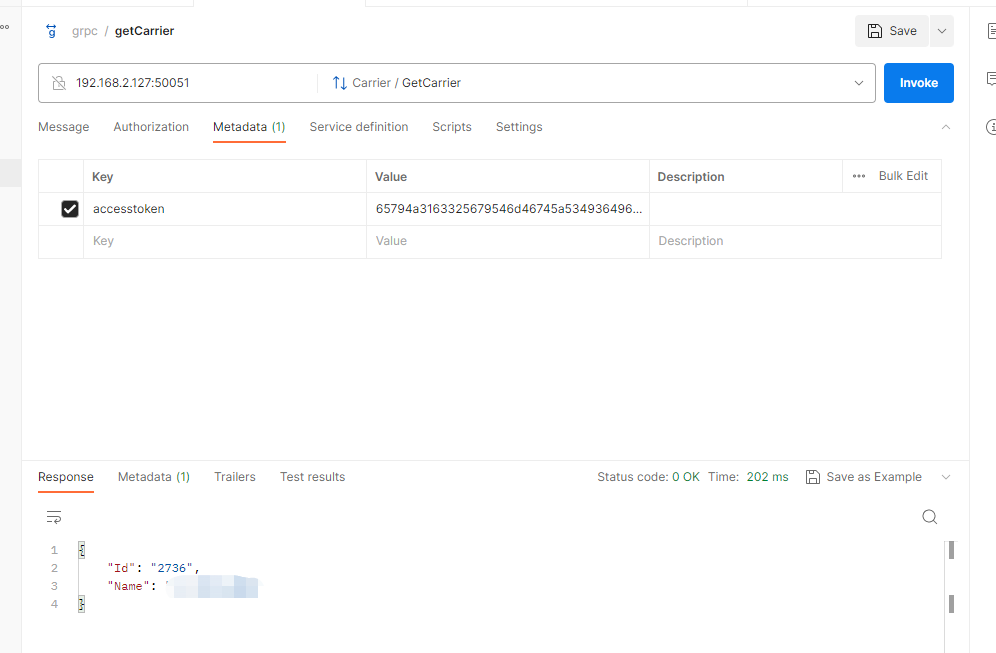 grpc / getCarrier
Save
192.168.2.127:50051
Carrier / GetCarrier
Invoke
Message Authorization Metadata (1) Service definition Scripts Settings
Key Value Description ••• Bulk Edit
accesstoken 65794a3163325679546d46745a534936496...
Key Value Description
Response Metadata (1) Trailers Test results Status code: 0 OK Time: 202 ms Save as Example
1 {
2 "Id": "2736",
3 "Name": "
4 }